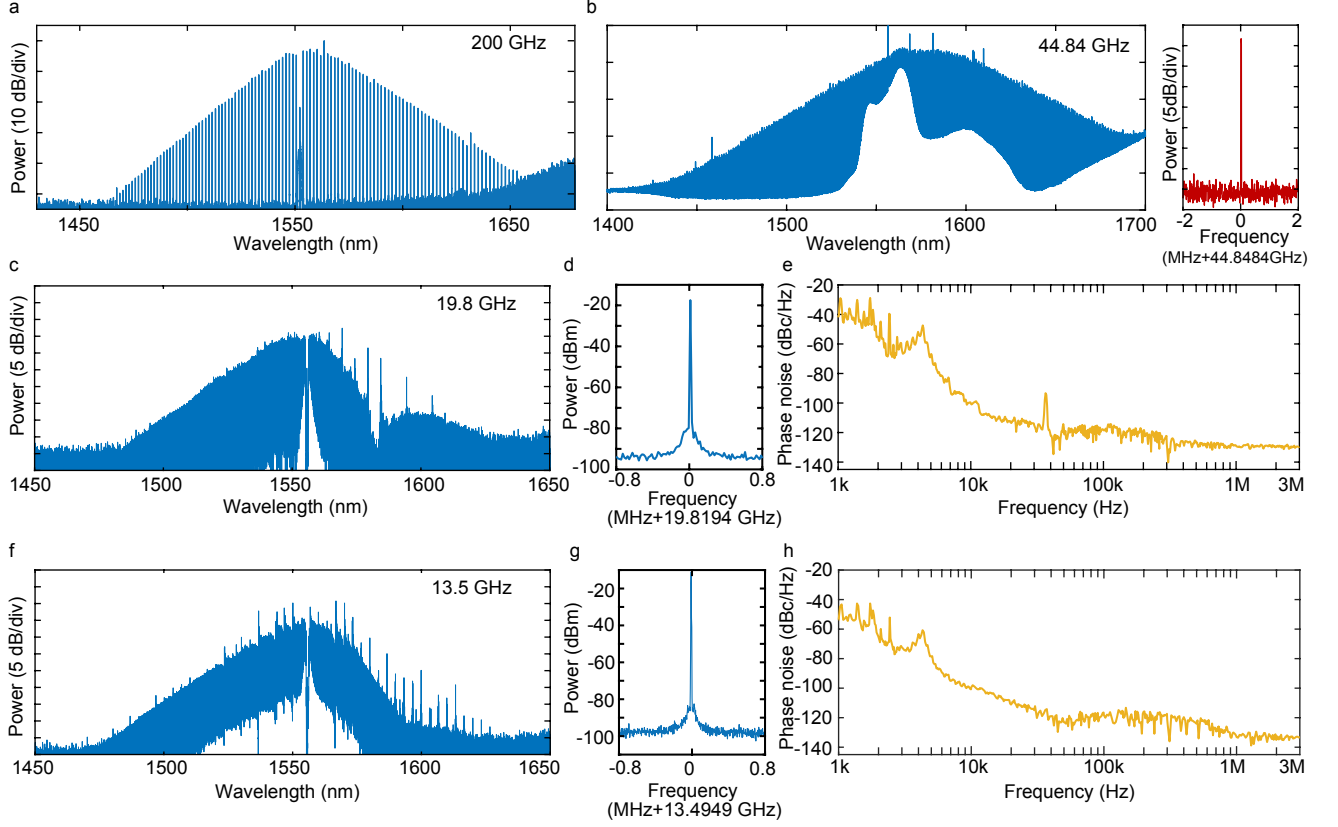 a
200 GHz
Power (10 dB/div)
1450
1550
1650
Wavelength (nm)
b
44.84 GHz
1400
1500
1600
1700
Wavelength (nm)
Power (5dB/div)
-2
0
2
Frequency
(MHz+44.8484GHz)
c
19.8 GHz
Power (5 dB/div)
1450
1500
1550
1600
1650
Wavelength (nm)
d
Power (dBm)
-20
-40
-60
-80
-100
-0.8
0
0.8
Frequency
(MHz+19.8194 GHz)
e
Phase noise (dBc/Hz)
-20
-40
-60
-80
-100
-120
-140
1k
10k
100k
1M
3M
Frequency (Hz)
f
13.5 GHz
Power (5 dB/div)
1450
1500
1550
1600
1650
Wavelength (nm)
g
Power (dBm)
-20
-40
-60
-80
-100
-0.8
0
0.8
Frequency
(MHz+13.4949 GHz)
h
Phase noise (dBc/Hz)
-20
-40
-60
-80
-100
-120
-140
1k
10k
100k
1M
3M
Frequency (Hz)